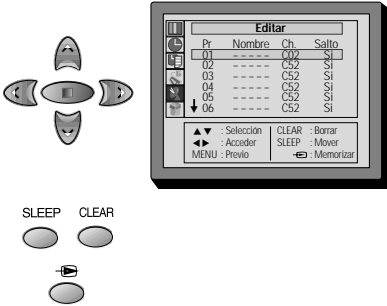 Editar
Pr Nombre Ch. Salto
01 - - - - - C02 Si
02 - - - - - C52 Si
03 - - - - - C52 Si
04 - - - - - C52 Si
05 - - - - - C52 Si
06 - - - - - C52 Si
▲▼ : Selección CLEAR : Borrar
◀▶ : Acceder SLEEP : Mover
MENU : Previo : Memorizar
SLEEP CLEAR